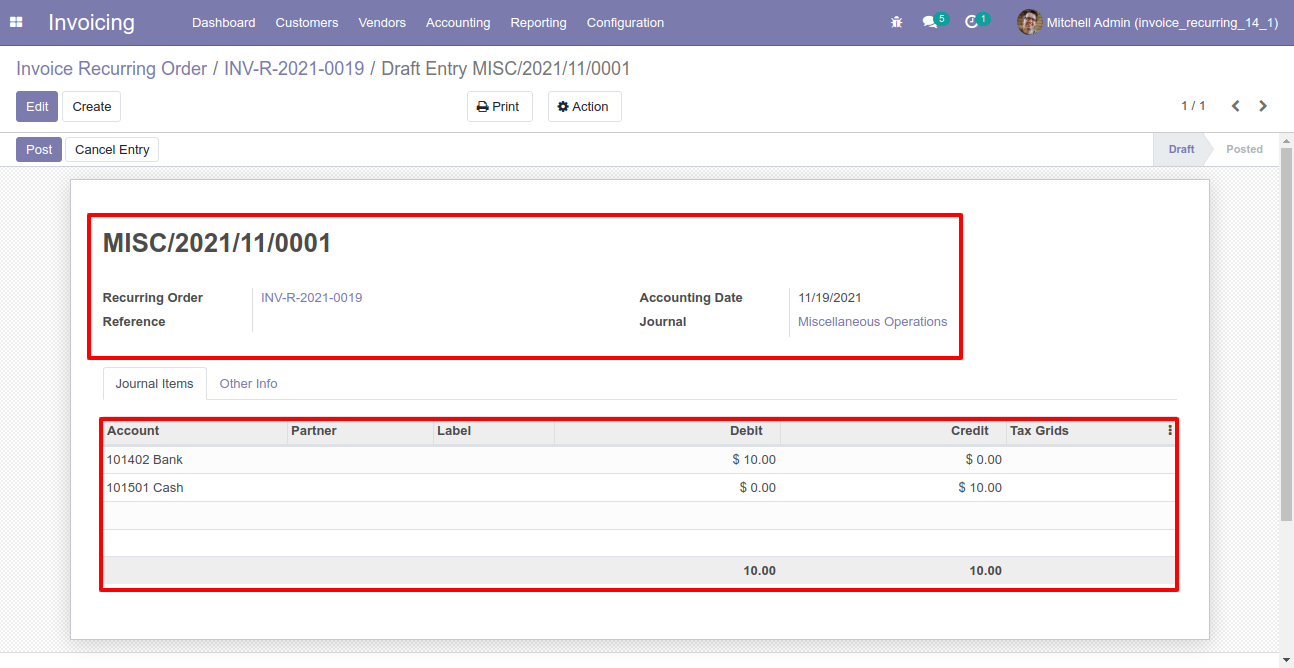 Invoicing Dashboard Customers Vendors Accounting Reporting Configuration 5 1 Mitchell Admin (invoice_recurring_14_1)
Invoice Recurring Order / INV-R-2021-0019 / Draft Entry MISC/2021/11/0001
Edit Create Print Action 1 / 1
Post Cancel Entry Draft Posted
MISC/2021/11/0001
Recurring Order INV-R-2021-0019 Accounting Date 11/19/2021
Reference Journal Miscellaneous Operations
Journal Items Other Info
Account Partner Label Debit Credit Tax Grids
101402 Bank $ 10.00 $ 0.00
101501 Cash $ 0.00 $ 10.00
10.00 10.00